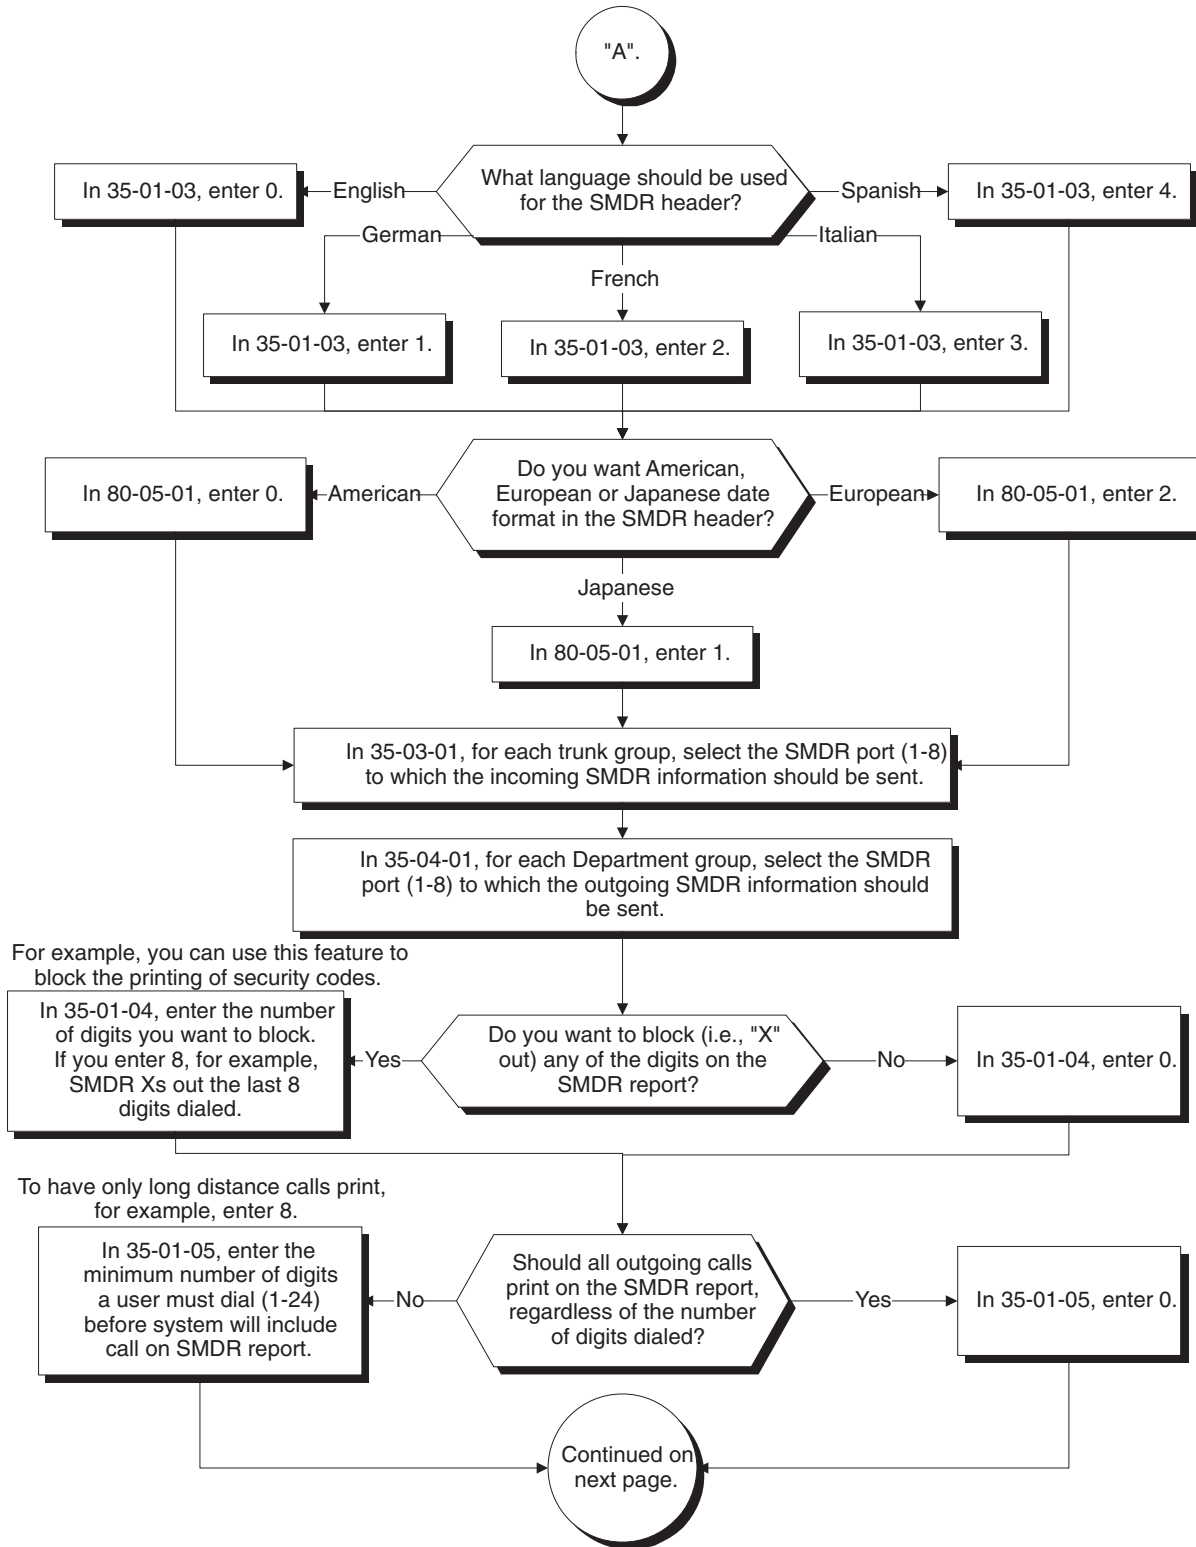 "A".
What language should be used
for the SMDR header?
English
In 35-01-03, enter 0.
Spanish
In 35-01-03, enter 4.
German
Italian
French
In 35-01-03, enter 1.
In 35-01-03, enter 2.
In 35-01-03, enter 3.
Do you want American,
European or Japanese date
format in the SMDR header?
American
In 80-05-01, enter 0.
European
In 80-05-01, enter 2.
Japanese
In 80-05-01, enter 1.
In 35-03-01, for each trunk group, select the SMDR port (1-8)
to which the incoming SMDR information should be sent.
In 35-04-01, for each Department group, select the SMDR
port (1-8) to which the outgoing SMDR information should
be sent.
For example, you can use this feature to
block the printing of security codes.
In 35-01-04, enter the number
of digits you want to block.
If you enter 8, for example,
SMDR Xs out the last 8
digits dialed.
Yes
Do you want to block (i.e., "X"
out) any of the digits on the
SMDR report?
No
In 35-01-04, enter 0.
To have only long distance calls print,
for example, enter 8.
In 35-01-05, enter the
minimum number of digits
a user must dial (1-24)
before system will include
call on SMDR report.
No
Should all outgoing calls
print on the SMDR report,
regardless of the number
of digits dialed?
Yes
In 35-01-05, enter 0.
Continued on
next page.